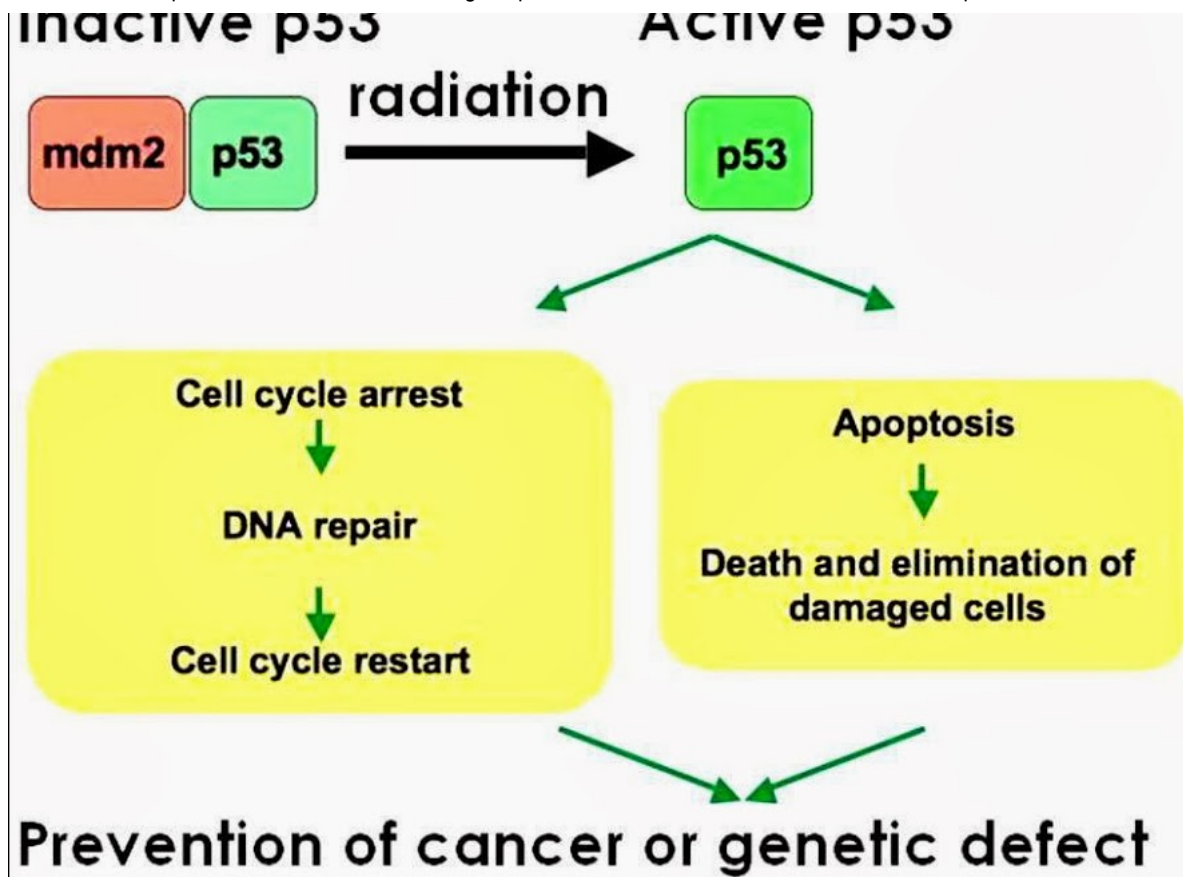 Inactive p53
Active p53
radiation
mdm2
p53
p53
Cell cycle arrest
DNA repair
Cell cycle restart
Apoptosis
Death and elimination of
damaged cells
Prevention of cancer or genetic defect